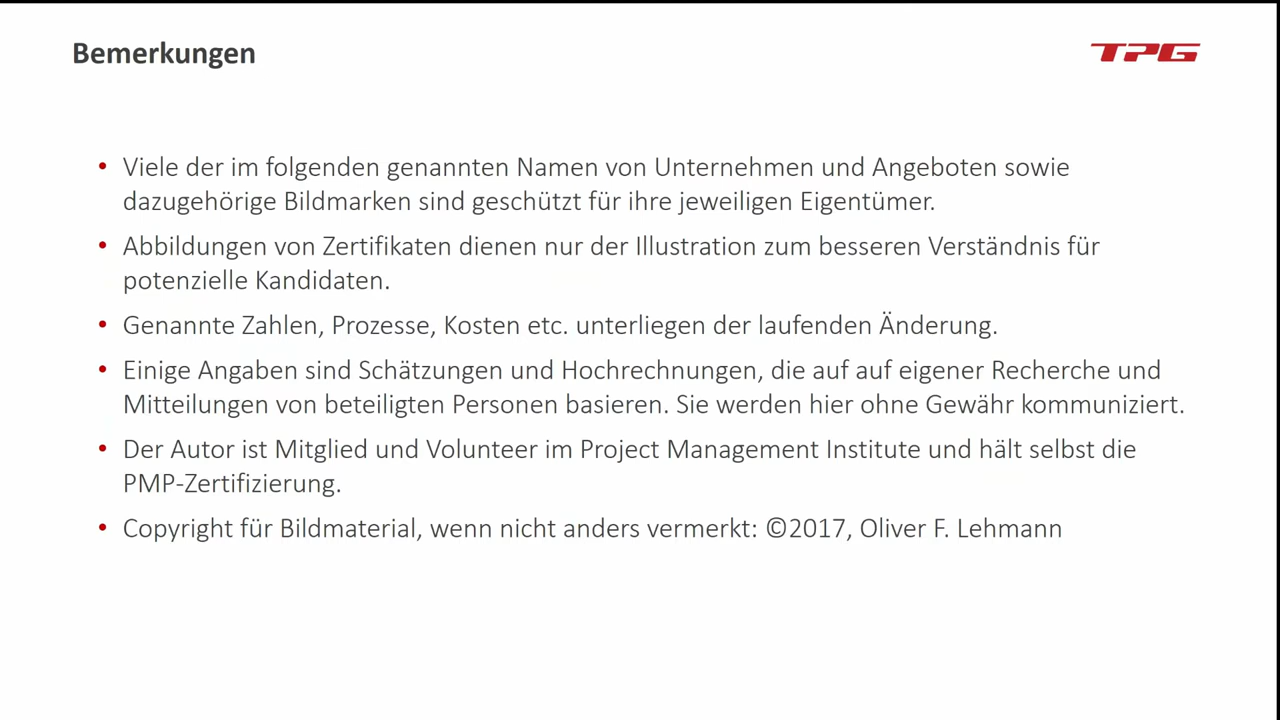 Bemerkungen
TPG
• Viele der im folgenden genannten Namen von Unternehmen und Angeboten sowie
dazugehörige Bildmarken sind geschützt für ihre jeweiligen Eigentümer.
• Abbildungen von Zertifikaten dienen nur der Illustration zum besseren Verständnis für
potenzielle Kandidaten.
• Genannte Zahlen, Prozesse, Kosten etc. unterliegen der laufenden Änderung.
• Einige Angaben sind Schätzungen und Hochrechnungen, die auf auf eigener Recherche und
Mitteilungen von beteiligten Personen basieren. Sie werden hier ohne Gewähr kommuniziert.
• Der Autor ist Mitglied und Volunteer im Project Management Institute und hält selbst die
PMP-Zertifizierung.
• Copyright für Bildmaterial, wenn nicht anders vermerkt: ©2017, Oliver F. Lehmann